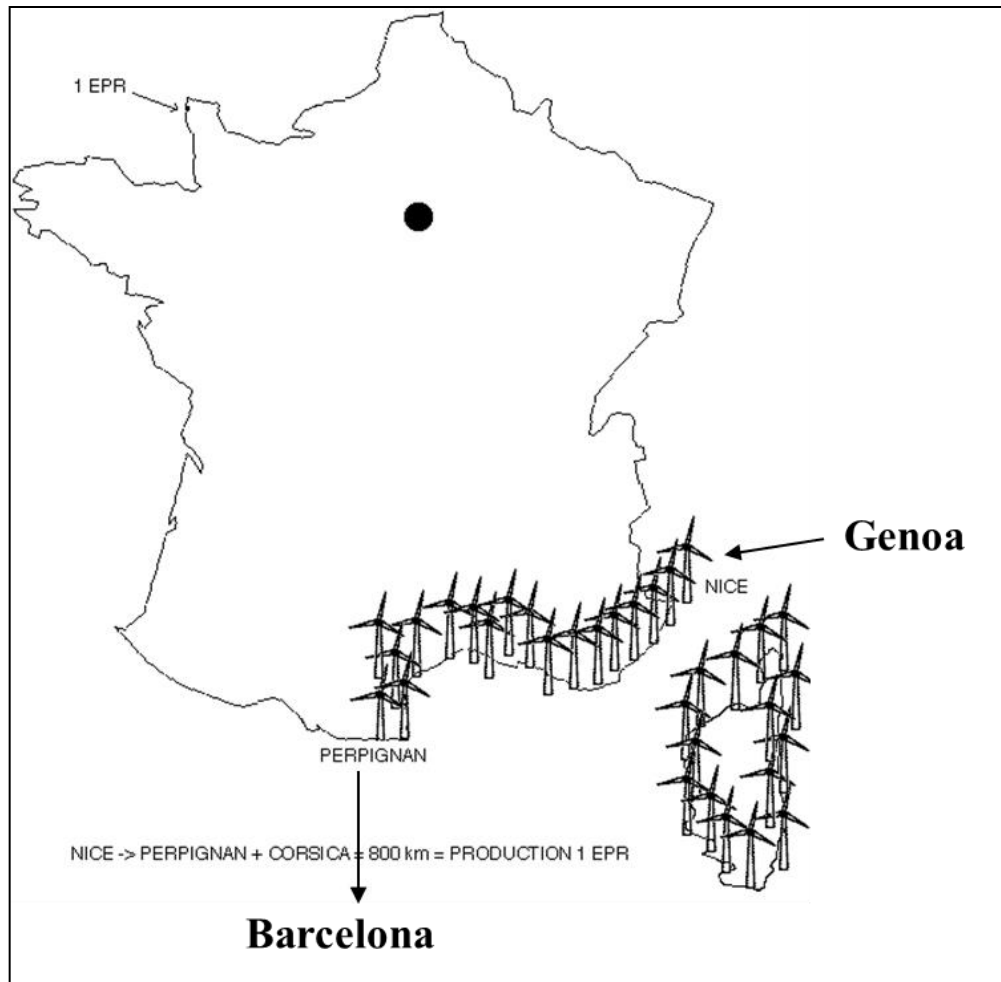 1 EPR
Genoa
NICE
PERPIGNAN
NICE -> PERPIGNAN + CORSICA = 800 km = PRODUCTION 1 EPR
Barcelona